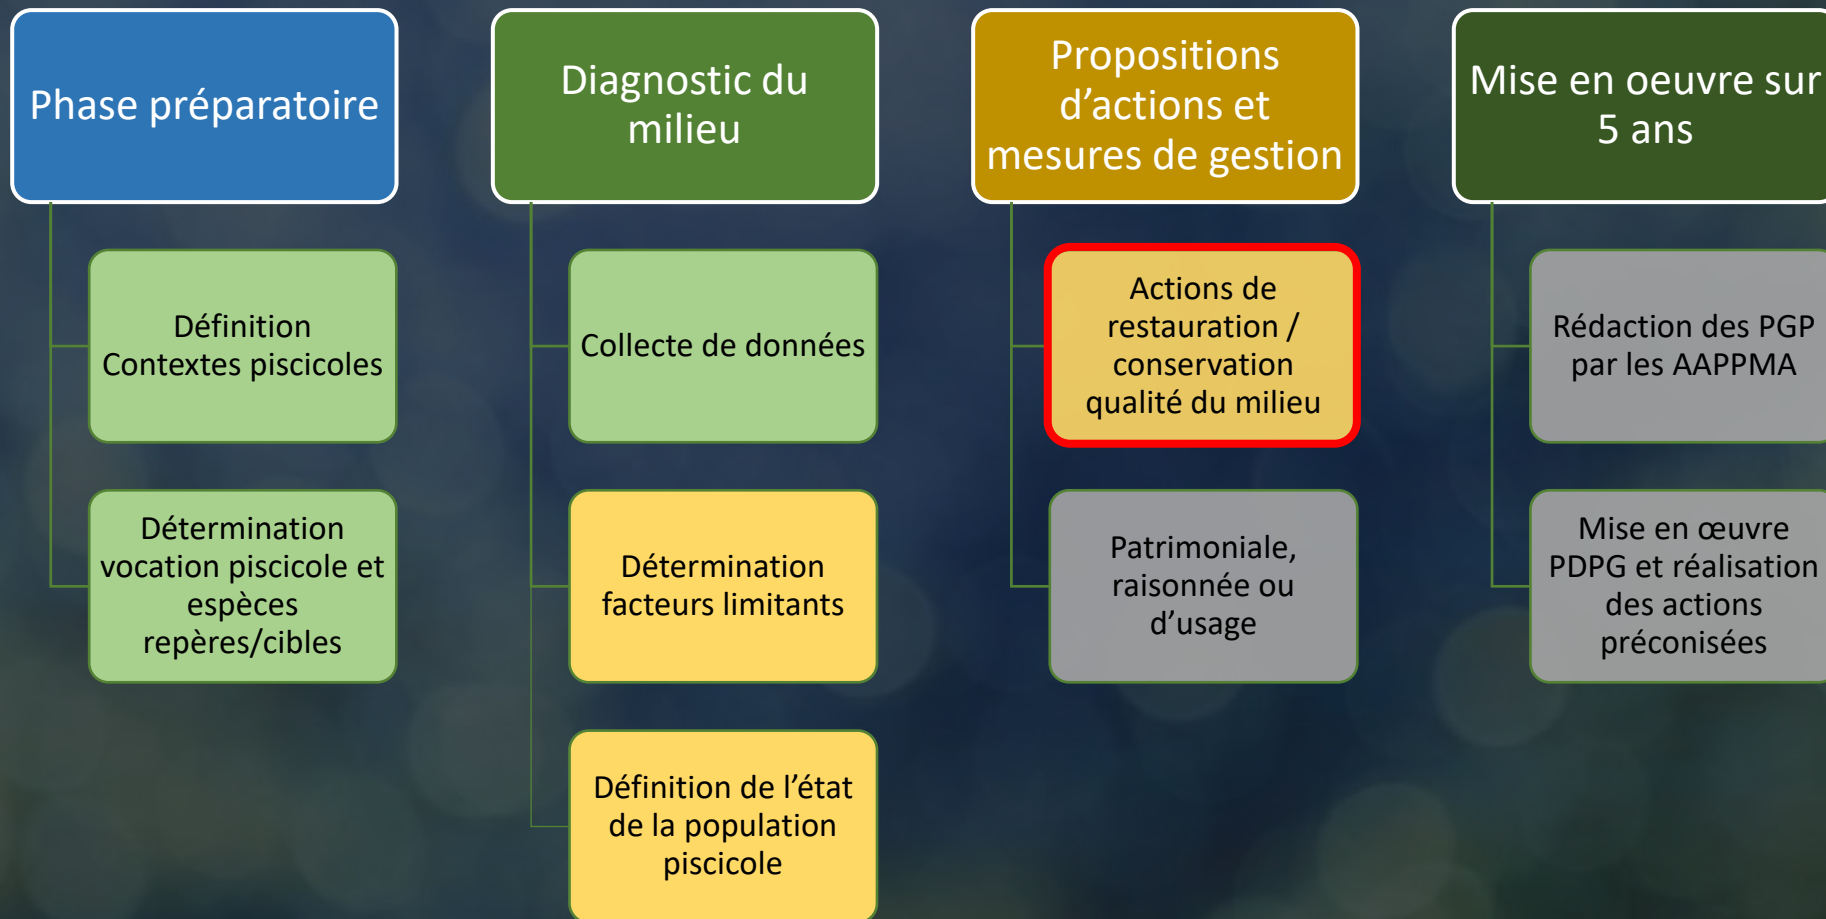 Phase préparatoire
Définition
Contextes piscicoles
Détermination
vocation piscicole et
espèces
repères/cibles
Diagnostic du
milieu
Collecte de données
Détermination
facteurs limitants
Définition de l’état
de la population
piscicole
Propositions
d’actions et
mesures de gestion
Actions de
restauration /
conservation
qualité du milieu
Patrimoniale,
raisonnée ou
d’usage
Mise en oeuvre sur
5 ans
Rédaction des PGP
par les AAPPMA
Mise en œuvre
PDPG et réalisation
des actions
préconisées